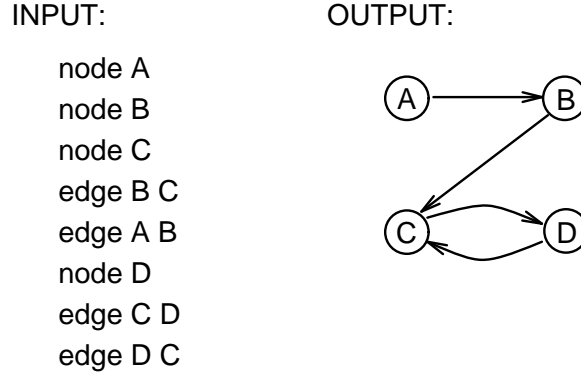 INPUT:
node A
node B
node C
edge B C
edge A B
node D
edge C D
edge D C
OUTPUT:
A
B
C
D